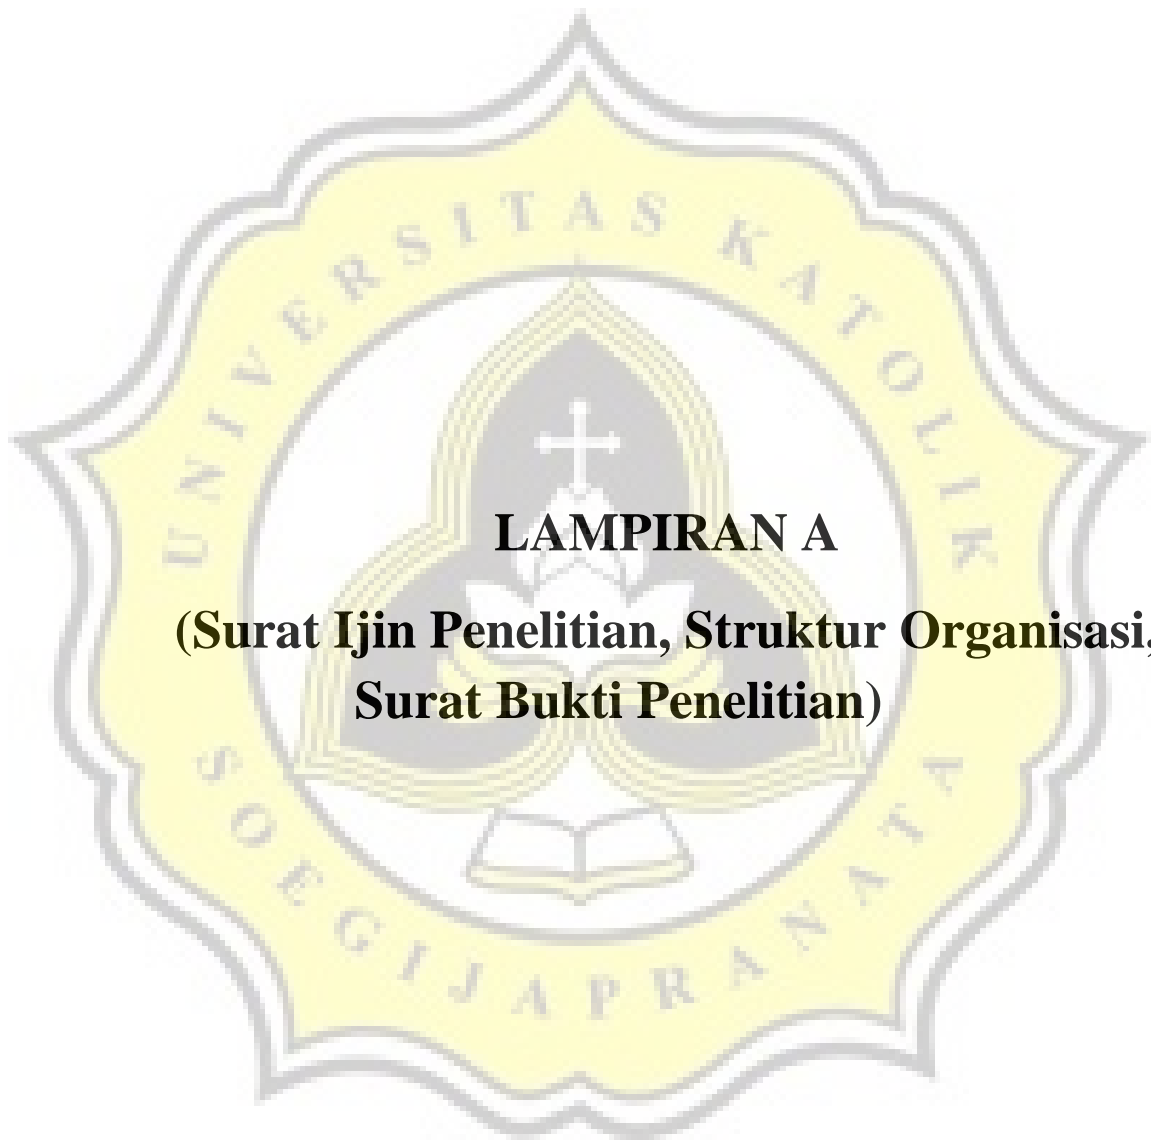 UNIVERSITAS KATOLIK
LAMPIRAN A
(Surat Ijin Penelitian, Struktur Organisasi,
Surat Bukti Penelitian)
SOEGIJAPRANATA